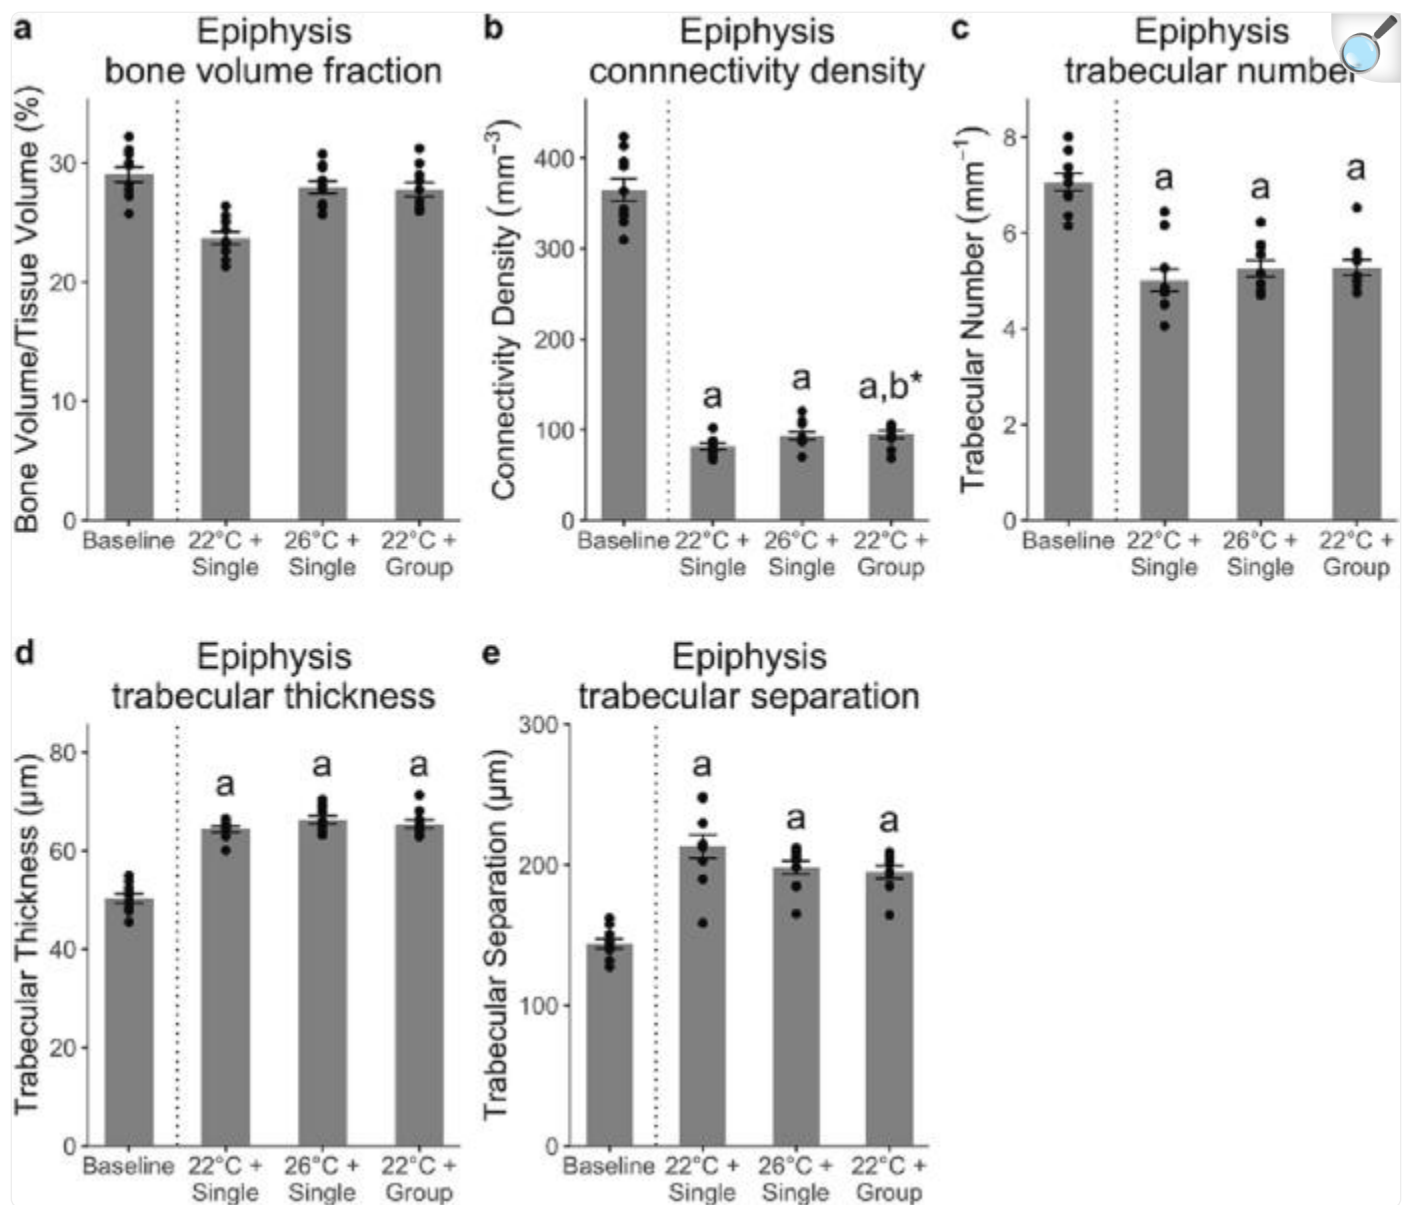 a
Epiphysis
bone volume fraction
Bone Volume/Tissue Volume (%)
30
20
10
0
Baseline
22°C +
Single
26°C +
Single
22°C +
Group
b
Epiphysis
connnectivity density
Connectivity Density (mm⁻³)
400
300
200
100
0
a
a
a,b*
Baseline
22°C +
Single
26°C +
Single
22°C +
Group
c
Epiphysis
trabecular number
Trabecular Number (mm⁻¹)
8
6
4
2
0
a
a
a
Baseline
22°C +
Single
26°C +
Single
22°C +
Group
d
Epiphysis
trabecular thickness
Trabecular Thickness (μm)
80
60
40
20
0
a
a
a
Baseline
22°C +
Single
26°C +
Single
22°C +
Group
e
Epiphysis
trabecular separation
Trabecular Separation (μm)
300
200
100
0
a
a
a
Baseline
22°C +
Single
26°C +
Single
22°C +
Group